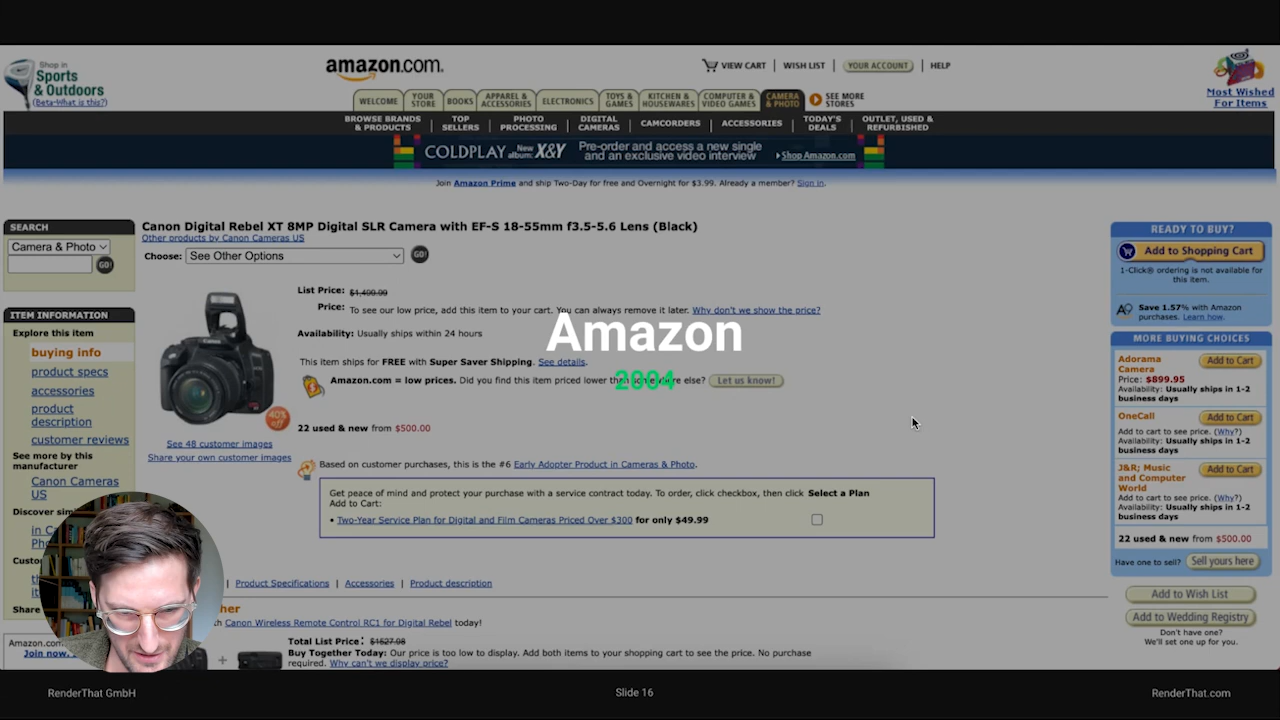 Shop in
Sports
& Outdoors
(Beta-What is this?)
amazon.com.
VIEW CART | WISH LIST | YOUR ACCOUNT | HELP
Most Wished
For Items
WELCOME
YOUR
STORE
BOOKS
APPAREL &
ACCESSORIES
ELECTRONICS
TOYS &
GAMES
KITCHEN &
HOUSEWARES
COMPUTER &
VIDEO GAMES
CAMERA
& PHOTO
SEE MORE
STORES
BROWSE BRANDS
& PRODUCTS
TOP
SELLERS
PHOTO
PROCESSING
DIGITAL
CAMERAS
CAMCORDERS
ACCESSORIES
TODAY'S
DEALS
OUTLET, USED &
REFURBISHED
COLDPLAY New album: X&Y
Pre-order and access a new single
and an exclusive video interview
Shop Amazon.com
Join Amazon Prime and ship Two-Day for free and Overnight for $3.99. Already a member? Sign in.
SEARCH
Camera & Photo
GO!
ITEM INFORMATION
Explore this item
buying info
product specs
accessories
product
description
customer reviews
See more by this
manufacturer
Canon Cameras
US
Discover
in
Share
Amazon.com
Join now.
Canon Digital Rebel XT 8MP Digital SLR Camera with EF-S 18-55mm f3.5-5.6 Lens (Black)
Other products by Canon Cameras US
Choose: See Other Options GO!
List Price: $1,499.99
Price: To see our low price, add this item to your cart. You can always remove it later. Why don't we show the price?
Availability: Usually ships within 24 hours
This item ships for FREE with Super Saver Shipping. See details.
Amazon.com = low prices. Did you find this item priced lower than somewhere else? Let us know!
40%
off
See 48 customer images
Share your own customer images
22 used & new from $500.00
Based on customer purchases, this is the #6 Early Adopter Product in Cameras & Photo.
Get peace of mind and protect your purchase with a service contract today. To order, click checkbox, then click Select a Plan
Add to Cart:
• Two-Year Service Plan for Digital and Film Cameras Priced Over $300 for only $49.99
| Product Specifications | Accessories | Product description
Canon Wireless Remote Control RC1 for Digital Rebel today!
Total List Price: $1527.98
Buy Together Today: Our price is too low to display. Add both items to your shopping cart to see the price. No purchase
required. Why can't we display price?
Amazon
2004
READY TO BUY?
Add to Shopping Cart
1-Click® ordering is not available for
this item.
Save 1.57% with Amazon
purchases. Learn how.
MORE BUYING CHOICES
Adorama
Camera
Add to Cart
Price: $899.95
Availability: Usually ships in 1-2
business days
OneCall
Add to Cart
Add to cart to see price. (Why?)
Availability: Usually ships in 1-2
business days
J&R; Music
and Computer
World
Add to Cart
Add to cart to see price. (Why?)
Availability: Usually ships in 1-2
business days
22 used & new from $500.00
Have one to sell? Sell yours here
Add to Wish List
Add to Wedding Registry
Don't have one?
We'll set one up for you.
RenderThat GmbH
Slide 16
RenderThat.com